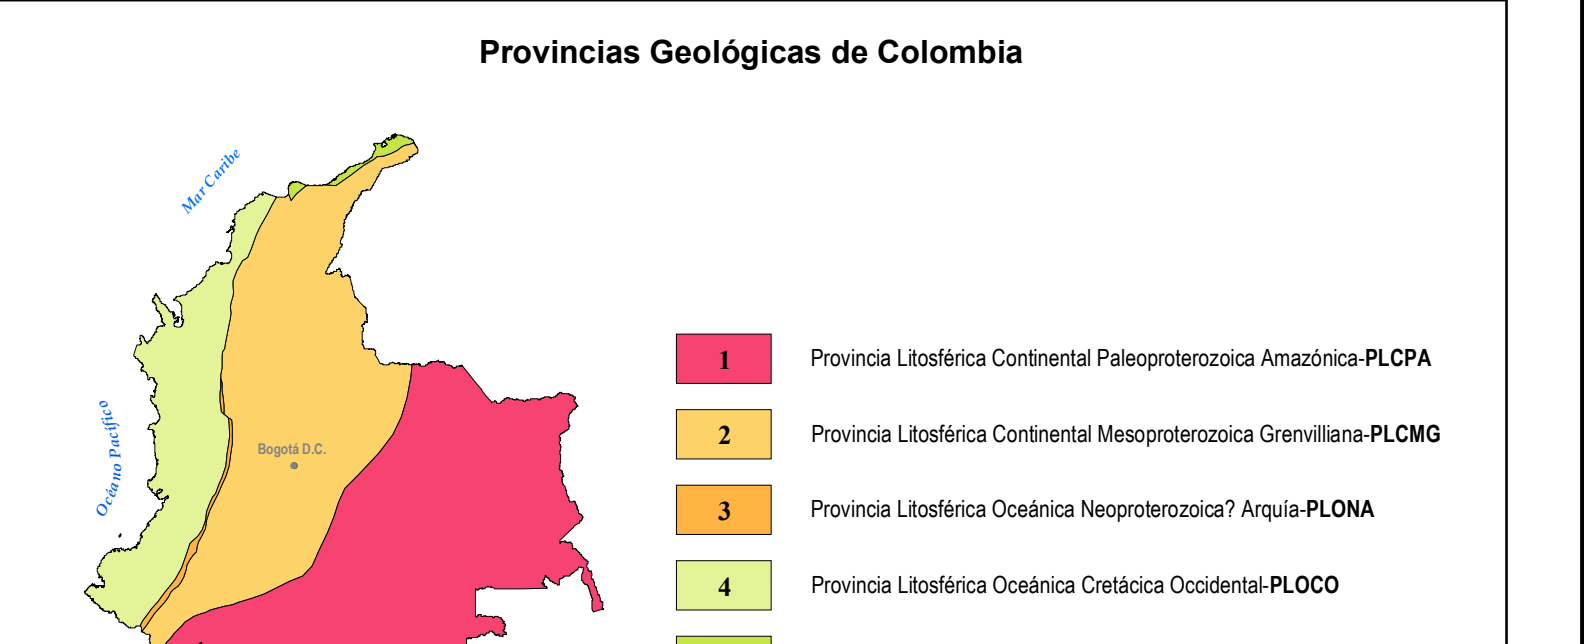 Provincias Geológicas de Colombia
Mar Caribe
Océano Pacífico
Bogotá D.C.
1 Provincia Litosférica Continental Paleoproterozoica Amazónica-PLCPA
2 Provincia Litosférica Continental Mesoproterozoica Grenvilliana-PLCMG
3 Provincia Litosférica Oceánica Neoproterozoica? Arquía-PLONA
4 Provincia Litosférica Oceánica Cretácica Occidental-PLOCO